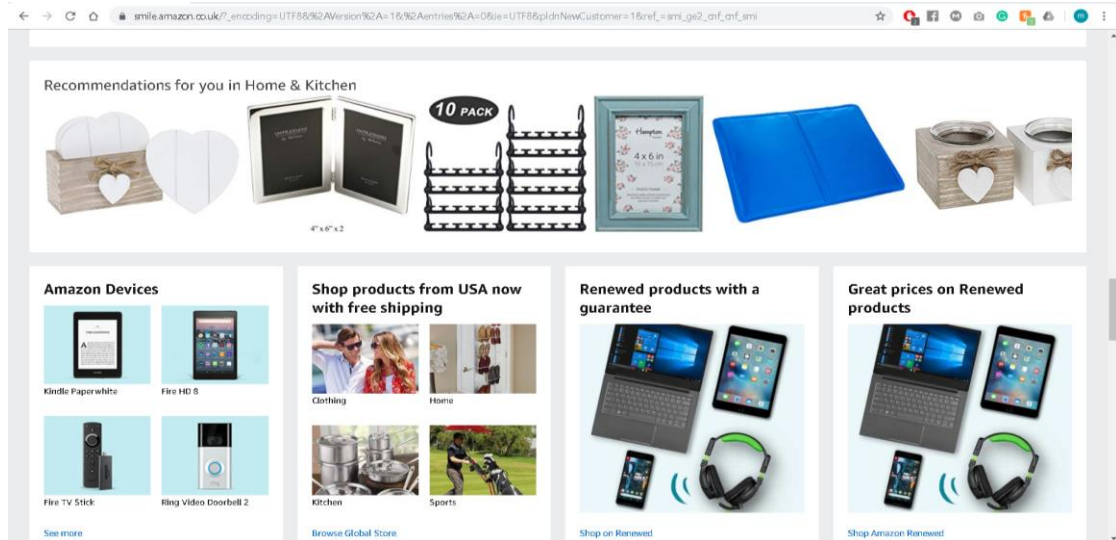 smile.amazon.co.uk/?_encoding=UTF8&%2AVersion%2A=1&%2Aentries%2A=0&ie=UTF8&pldnNewCustomer=1&ref_=smi_ge2_cnf_cnf_smi
Recommendations for you in Home & Kitchen
10 PACK
Hampton
4 x 6 in
10 x 15 cm
4" x 6" x 2
Amazon Devices
Kindle Paperwhite
Fire HD 8
Fire TV Stick
Ring Video Doorbell 2
See more
Shop products from USA now
with free shipping
Clothing
Home
Kitchen
Sports
Browse Global Store
Renewed products with a
guarantee
Shop on Renewed
Great prices on Renewed
products
Shop Amazon Renewed